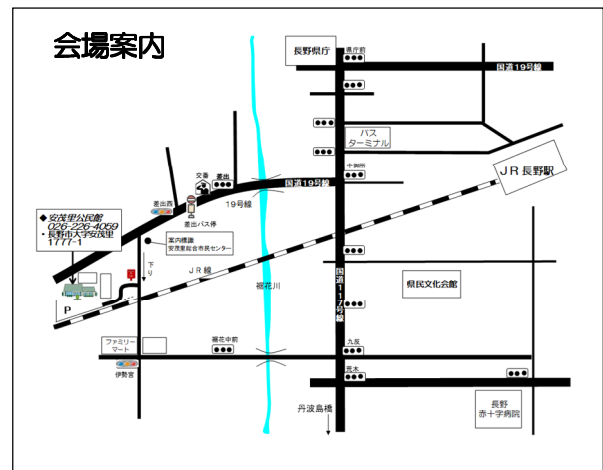 会場案内
長野県庁
県庁前
国道19号線
バス
ターミナル
中御所
JR長野駅
交番
差出
差出西
国道19号線
19号線
差出バス停
◆安茂里公民館
026-226-4059
・長野市大字安茂里
1777-1
案内標識
安茂里総合市民センター
下り
JR線
裾花川
国道117号線
県民文化会館
P
ファミリー
マート
伊勢宮
裾花中前
九反
荒木
丹波島橋
長野
赤十字病院